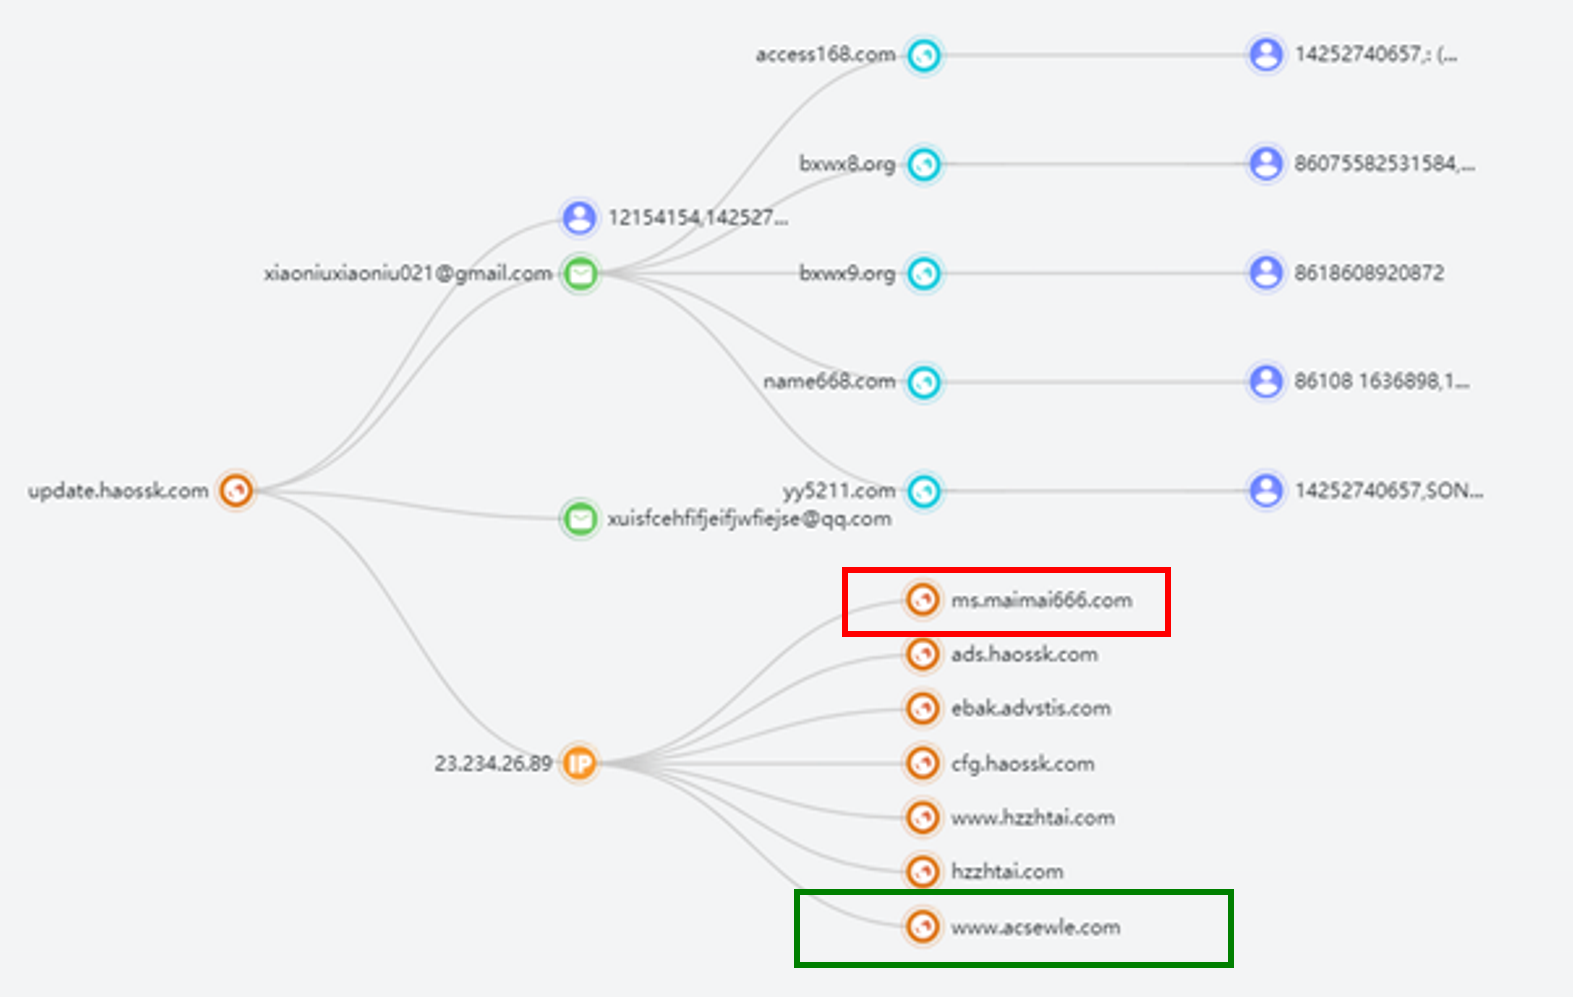 access168.com
14252740657,: (...
bxwx8.org
86075582531584,...
12154154,142527...
xiaoniuxiaoniu021@gmail.com
bxwx9.org
8618608920872
name668.com
86108 1636898,1...
update.haossk.com
yy5211.com
14252740657,SON...
xuisfcehfifjeifjwfiejse@qq.com
ms.maimai666.com
ads.haossk.com
ebak.advstis.com
23.234.26.89
IP
cfg.haossk.com
www.hzzhtai.com
hzzhtai.com
www.acsewle.com